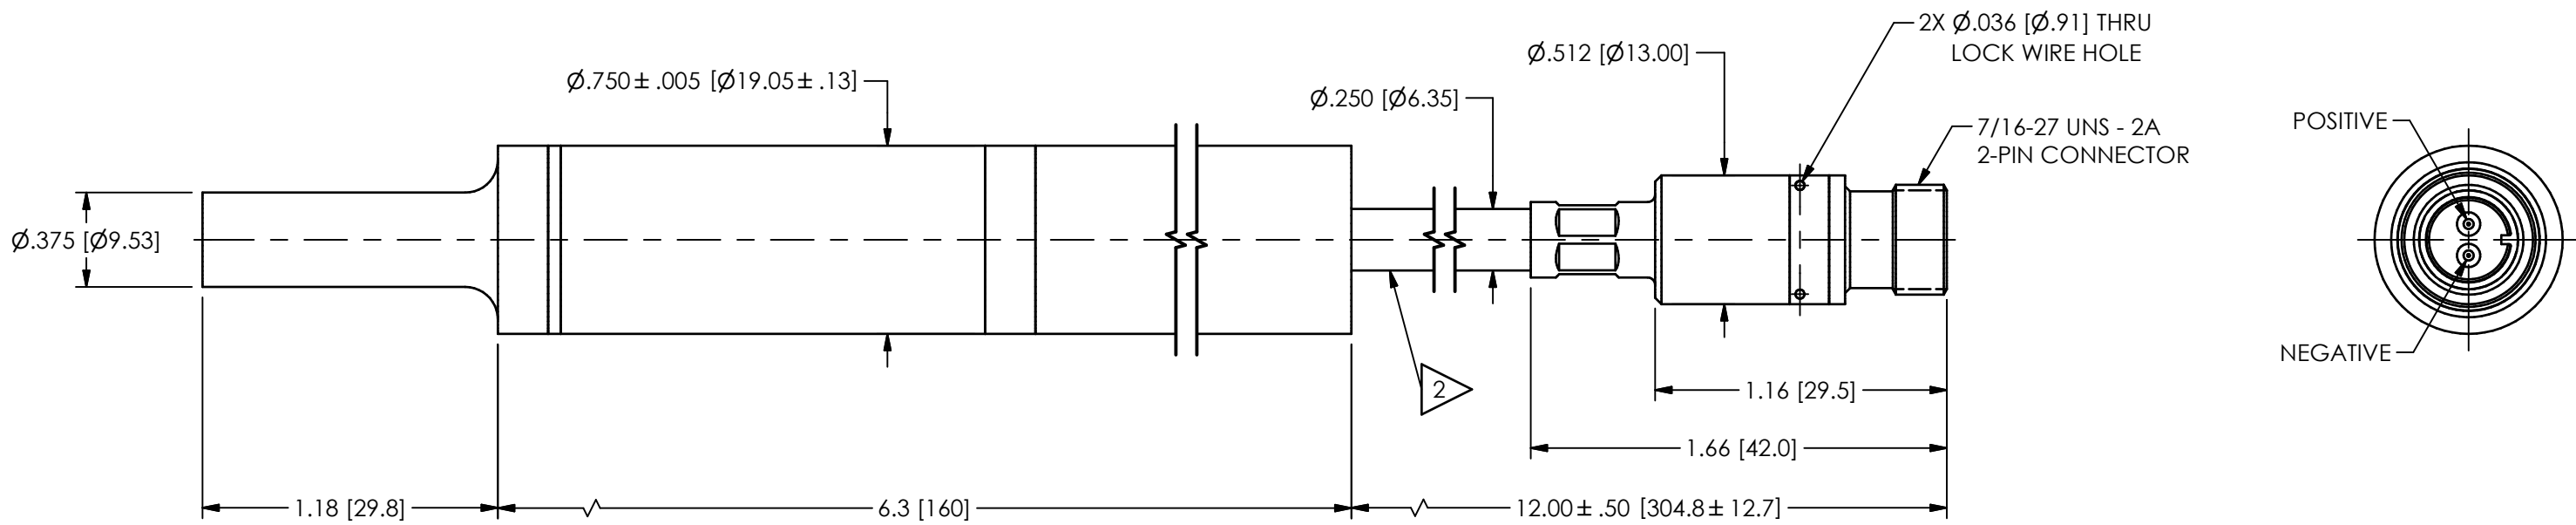 2X Ø.036 [Ø.91] THRU
LOCK WIRE HOLE
Ø.512 [Ø13.00]
Ø.750± .005 [Ø19.05± .13]
Ø.250 [Ø6.35]
7/16-27 UNS - 2A
2-PIN CONNECTOR
POSITIVE
Ø.375 [Ø9.53]
NEGATIVE
2
1.16 [29.5]
1.66 [42.0]
1.18 [29.8]
6.3 [160]
12.00± .50 [304.8± 12.7]